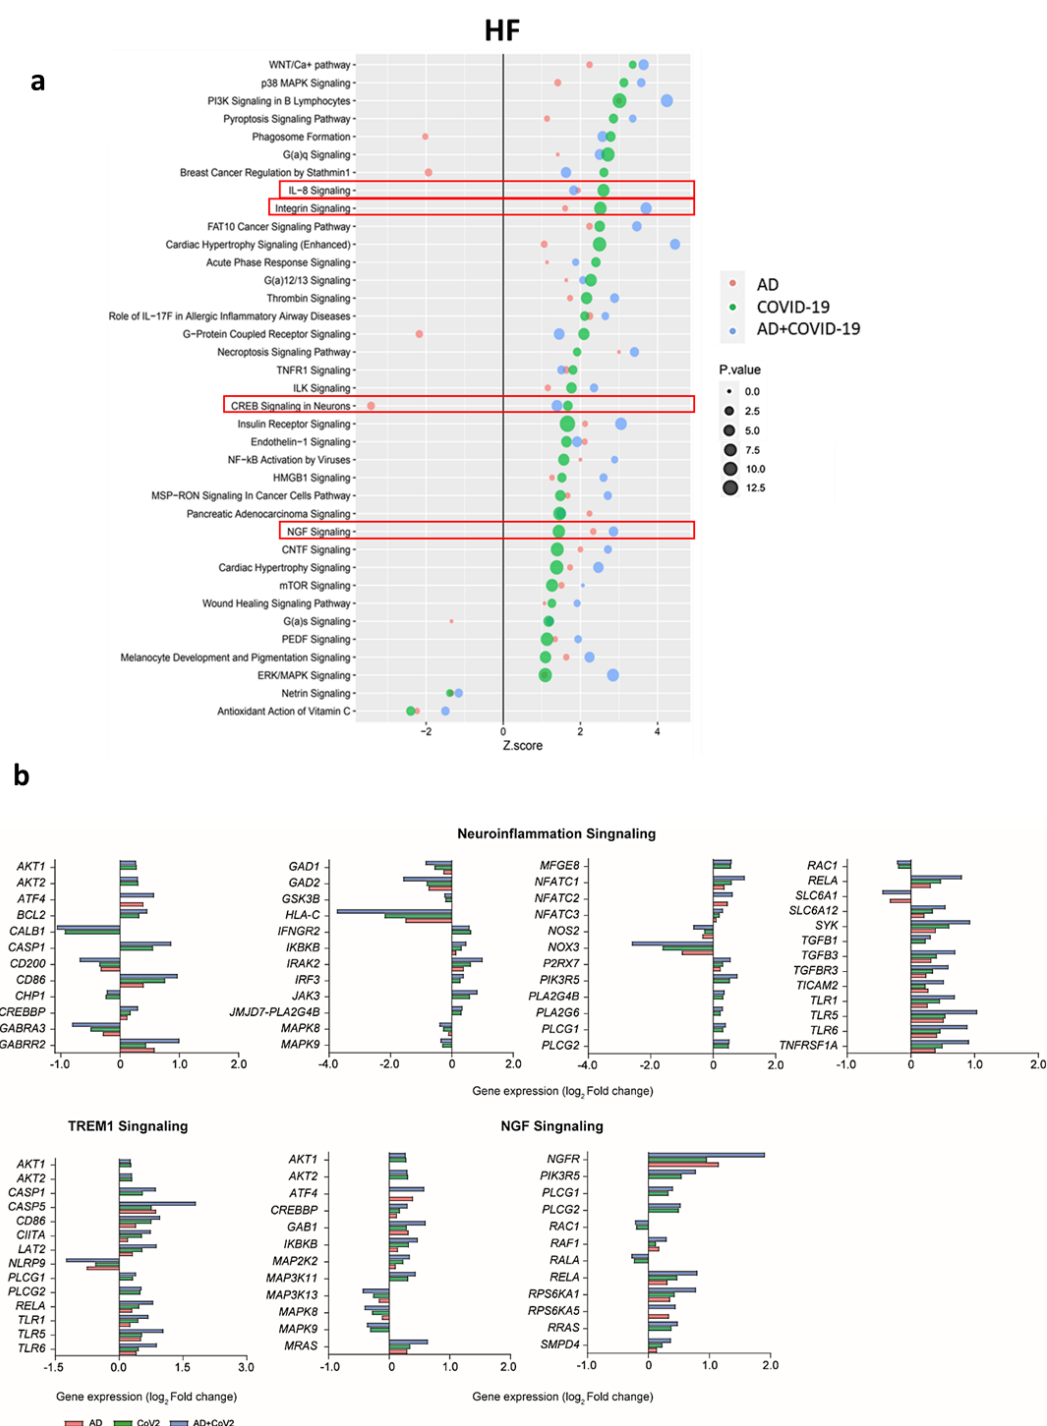 HF
a
WNT/Ca+ pathway
p38 MAPK Signaling
PI3K Signaling in B Lymphocytes
Pyroptosis Signaling Pathway
Phagosome Formation
G(a)q Signaling
Breast Cancer Regulation by Stathmin1
IL−8 Signaling
Integrin Signaling
FAT10 Cancer Signaling Pathway
Cardiac Hypertrophy Signaling (Enhanced)
Acute Phase Response Signaling
G(a)12/13 Signaling
Thrombin Signaling
Role of IL−17F in Allergic Inflammatory Airway Diseases
G−Protein Coupled Receptor Signaling
Necroptosis Signaling Pathway
TNFR1 Signaling
ILK Signaling
CREB Signaling in Neurons
Insulin Receptor Signaling
Endothelin−1 Signaling
NF−kB Activation by Viruses
HMGB1 Signaling
MSP−RON Signaling In Cancer Cells Pathway
Pancreatic Adenocarcinoma Signaling
NGF Signaling
CNTF Signaling
Cardiac Hypertrophy Signaling
mTOR Signaling
Wound Healing Signaling Pathway
G(a)s Signaling
PEDF Signaling
Melanocyte Development and Pigmentation Signaling
ERK/MAPK Signaling
Netrin Signaling
Antioxidant Action of Vitamin C
−2 0 2 4
Z.score
AD
COVID-19
AD+COVID-19
P.value
0.0
2.5
5.0
7.5
10.0
12.5
b
Neuroinflammation Singnaling
AKT1
AKT2
ATF4
BCL2
CALB1
CASP1
CD200
CD86
CHP1
CREBBP
GABRA3
GABRR2
-1.0 0 1.0 2.0
GAD1
GAD2
GSK3B
HLA-C
IFNGR2
IKBKB
IRAK2
IRF3
JAK3
JMJD7-PLA2G4B
MAPK8
MAPK9
-4.0 -2.0 0 2.0
MFGE8
NFATC1
NFATC2
NFATC3
NOS2
NOX3
P2RX7
PIK3R5
PLA2G4B
PLA2G6
PLCG1
PLCG2
-4.0 -2.0 0 2.0
RAC1
RELA
SLC6A1
SLC6A12
SYK
TGFB1
TGFB3
TGFBR3
TICAM2
TLR1
TLR5
TLR6
TNFRSF1A
-1.0 0 1.0 2.0
Gene expression (log2 Fold change)
TREM1 Singnaling
AKT1
AKT2
CASP1
CASP5
CD86
CIITA
LAT2
NLRP9
PLCG1
PLCG2
RELA
TLR1
TLR5
TLR6
-1.5 0.0 1.5 3.0
Gene expression (log2 Fold change)
NGF Singnaling
AKT1
AKT2
ATF4
CREBBP
GAB1
IKBKB
MAP2K2
MAP3K11
MAP3K13
MAPK8
MAPK9
MRAS
-1.0 0 1.0 2.0
NGFR
PIK3R5
PLCG1
PLCG2
RAC1
RAF1
RALA
RELA
RPS6KA1
RPS6KA5
RRAS
SMPD4
-1.0 0 1.0 2.0
Gene expression (log2 Fold change)
AD CoV2 AD+CoV2